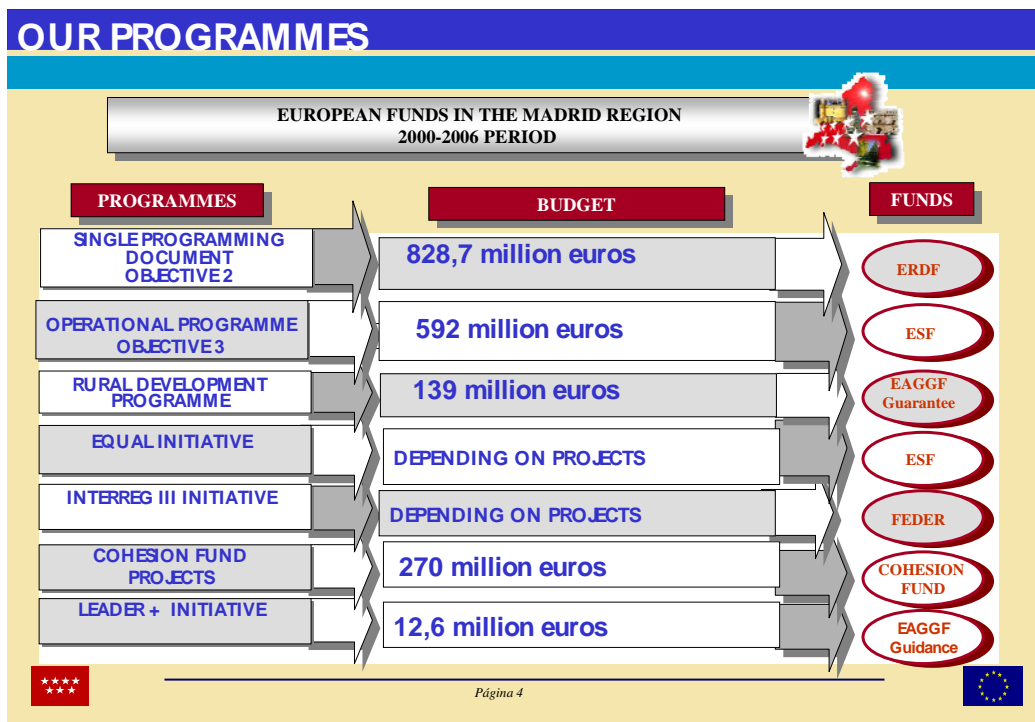 OUR PROGRAMMES
EUROPEAN FUNDS IN THE MADRID REGION
2000-2006 PERIOD
PROGRAMMES
BUDGET
FUNDS
SINGLE PROGRAMMING
DOCUMENT
OBJECTIVE 2
828,7 million euros
ERDF
OPERATIONAL PROGRAMME
OBJECTIVE 3
592 million euros
ESF
RURAL DEVELOPMENT
PROGRAMME
139 million euros
EAGGF
Guarantee
EQUAL INITIATIVE
DEPENDING ON PROJECTS
ESF
INTERREG III INITIATIVE
DEPENDING ON PROJECTS
FEDER
COHESION FUND
PROJECTS
270 million euros
COHESION
FUND
LEADER + INITIATIVE
12,6 million euros
EAGGF
Guidance
Página 4